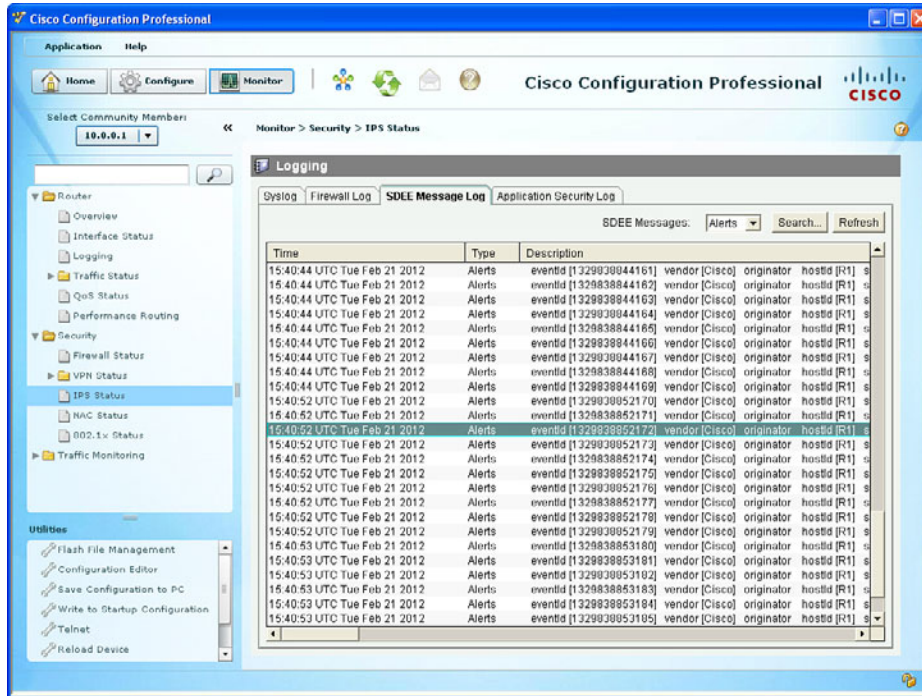 Cisco Configuration Professional
Application Help
Home Configure Monitor
Cisco Configuration Professional
CISCO
Select Community Member:
10.0.0.1
Monitor > Security > IPS Status
Router
Overview
Interface Status
Logging
Traffic Status
QoS Status
Performance Routing
Security
Firewall Status
VPN Status
IPS Status
NAC Status
802.1x Status
Traffic Monitoring
Utilities
Flash File Management
Configuration Editor
Save Configuration to PC
Write to Startup Configuration
Telnet
Reload Device
Logging
Syslog Firewall Log SDEE Message Log Application Security Log
SDEE Messages: Alerts Search... Refresh
Time Type Description
15:40:44 UTC Tue Feb 21 2012 Alerts eventId [1329838844161] vendor [Cisco] originator hostId [R1] s
15:40:44 UTC Tue Feb 21 2012 Alerts eventId [1329838844162] vendor [Cisco] originator hostId [R1] s
15:40:44 UTC Tue Feb 21 2012 Alerts eventId [1329838844163] vendor [Cisco] originator hostId [R1] s
15:40:44 UTC Tue Feb 21 2012 Alerts eventId [1329838844164] vendor [Cisco] originator hostId [R1] s
15:40:44 UTC Tue Feb 21 2012 Alerts eventId [1329838844165] vendor [Cisco] originator hostId [R1] s
15:40:44 UTC Tue Feb 21 2012 Alerts eventId [1329838844166] vendor [Cisco] originator hostId [R1] s
15:40:44 UTC Tue Feb 21 2012 Alerts eventId [1329838844167] vendor [Cisco] originator hostId [R1] s
15:40:44 UTC Tue Feb 21 2012 Alerts eventId [1329838844168] vendor [Cisco] originator hostId [R1] s
15:40:44 UTC Tue Feb 21 2012 Alerts eventId [1329838844169] vendor [Cisco] originator hostId [R1] s
15:40:52 UTC Tue Feb 21 2012 Alerts eventId [1329838852170] vendor [Cisco] originator hostId [R1] s
15:40:52 UTC Tue Feb 21 2012 Alerts eventId [1329838852171] vendor [Cisco] originator hostId [R1] s
15:40:52 UTC Tue Feb 21 2012 Alerts eventId [1329838852172] vendor [Cisco] originator hostId [R1] s
15:40:52 UTC Tue Feb 21 2012 Alerts eventId [1329838852173] vendor [Cisco] originator hostId [R1] s
15:40:52 UTC Tue Feb 21 2012 Alerts eventId [1329838852174] vendor [Cisco] originator hostId [R1] s
15:40:52 UTC Tue Feb 21 2012 Alerts eventId [1329838852175] vendor [Cisco] originator hostId [R1] s
15:40:52 UTC Tue Feb 21 2012 Alerts eventId [1329838852176] vendor [Cisco] originator hostId [R1] s
15:40:52 UTC Tue Feb 21 2012 Alerts eventId [1329838852177] vendor [Cisco] originator hostId [R1] s
15:40:52 UTC Tue Feb 21 2012 Alerts eventId [1329838852178] vendor [Cisco] originator hostId [R1] s
15:40:52 UTC Tue Feb 21 2012 Alerts eventId [1329838852179] vendor [Cisco] originator hostId [R1] s
15:40:53 UTC Tue Feb 21 2012 Alerts eventId [1329838853180] vendor [Cisco] originator hostId [R1] s
15:40:53 UTC Tue Feb 21 2012 Alerts eventId [1329838853181] vendor [Cisco] originator hostId [R1] s
15:40:53 UTC Tue Feb 21 2012 Alerts eventId [1329838853182] vendor [Cisco] originator hostId [R1] s
15:40:53 UTC Tue Feb 21 2012 Alerts eventId [1329838853183] vendor [Cisco] originator hostId [R1] s
15:40:53 UTC Tue Feb 21 2012 Alerts eventId [1329838853184] vendor [Cisco] originator hostId [R1] s
15:40:53 UTC Tue Feb 21 2012 Alerts eventId [1329838853185] vendor [Cisco] originator hostId [R1] s